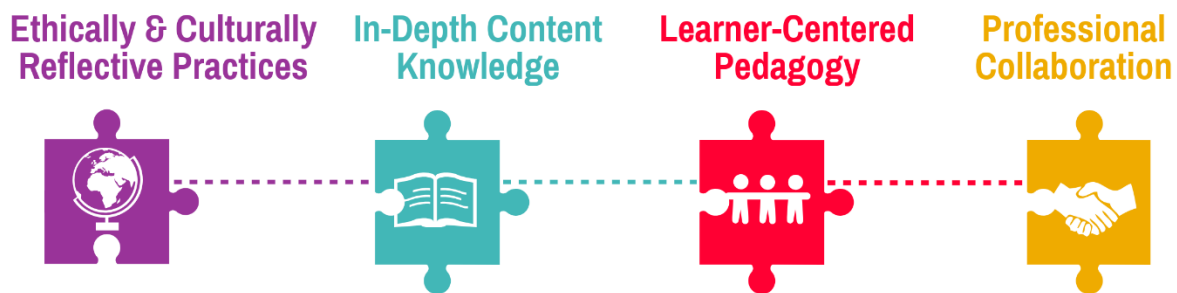 Ethically & Culturally
Reflective Practices
In-Depth Content
Knowledge
Learner-Centered
Pedagogy
Professional
Collaboration